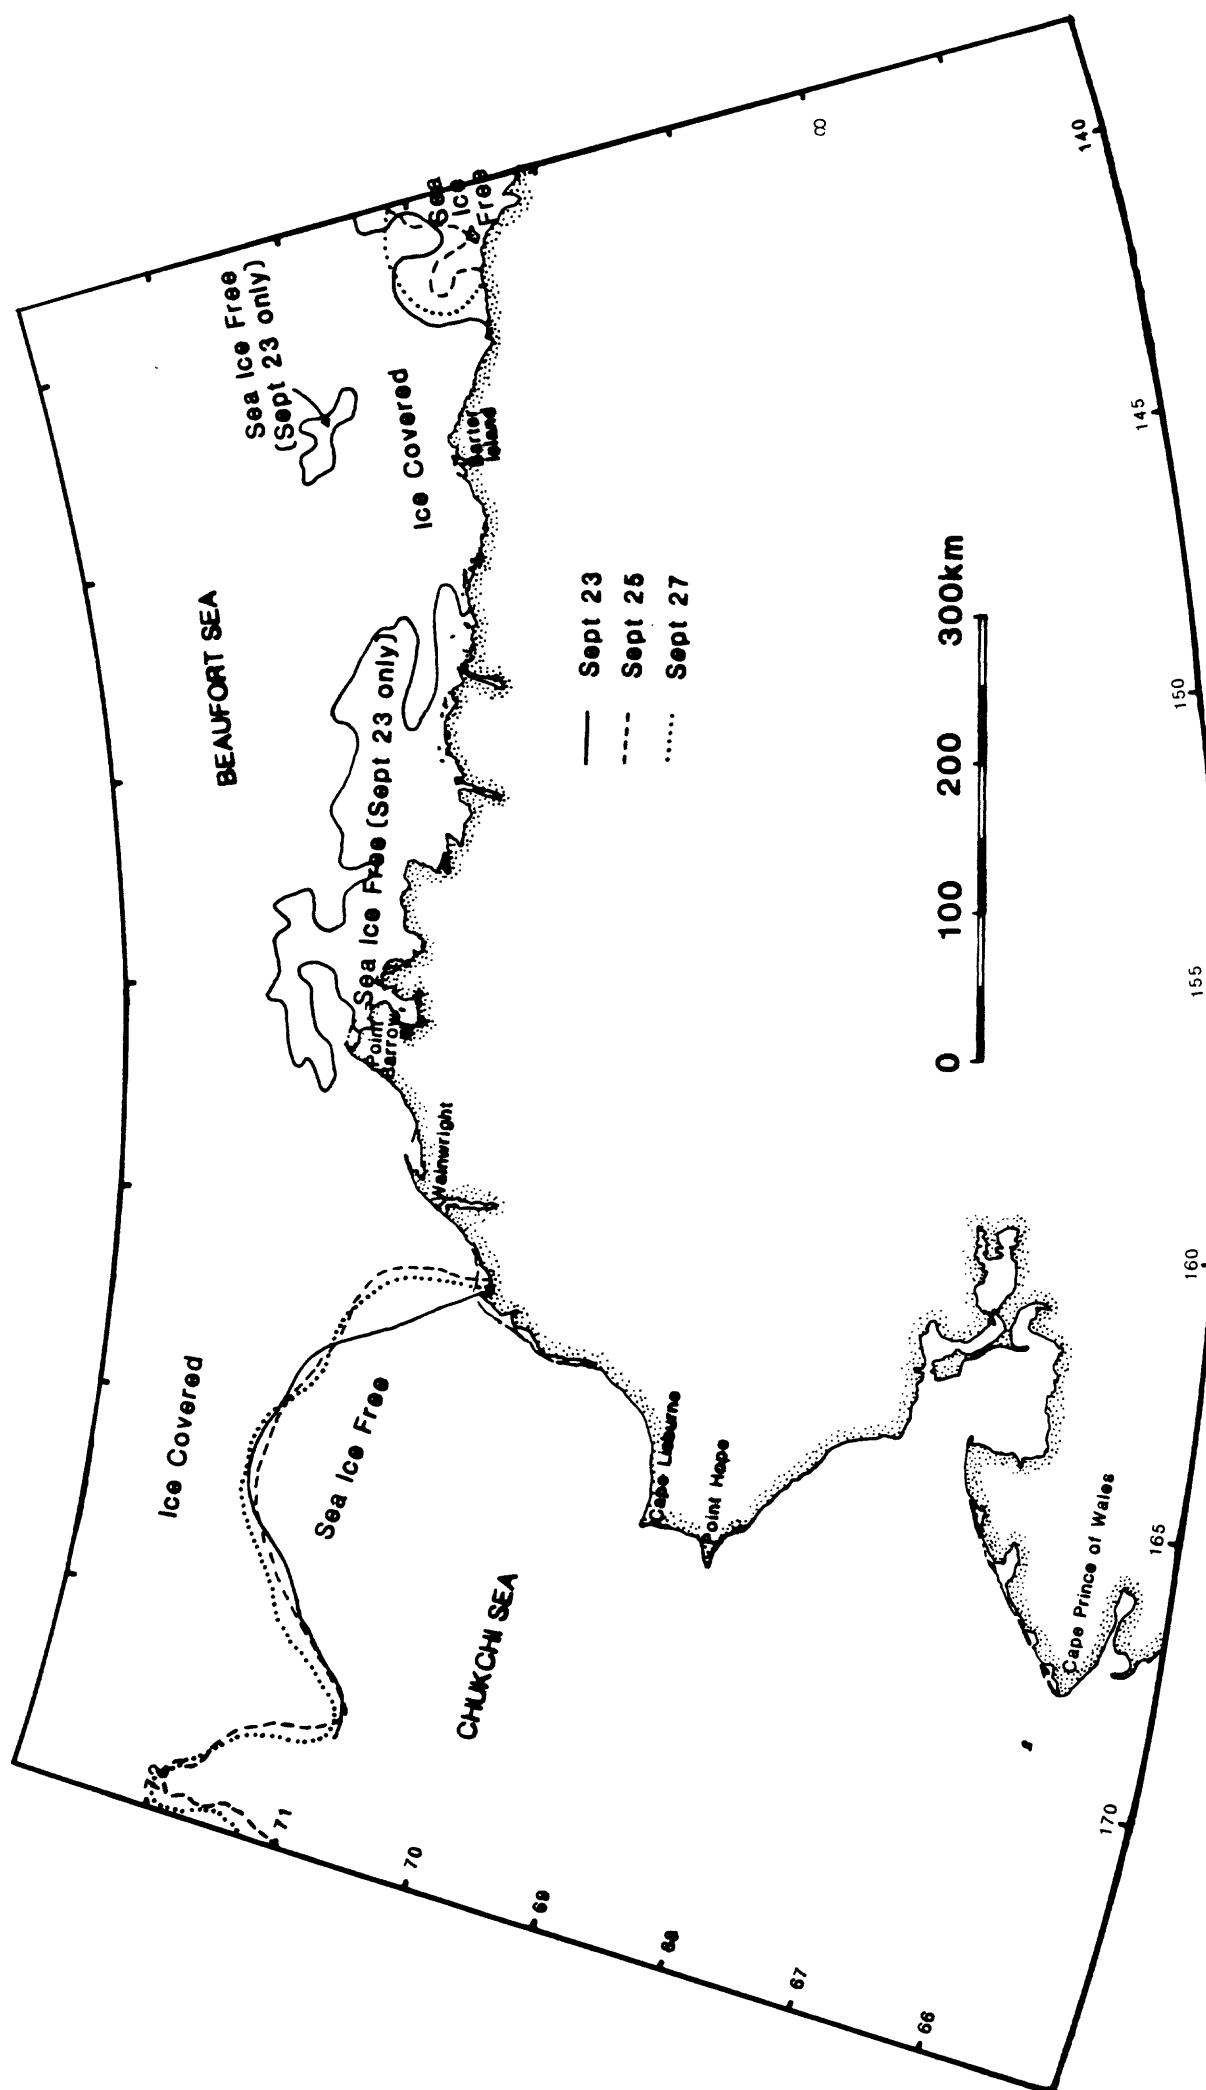 BEAUFORT SEA
Sea Ice Free
(Sept 23 only)
Sea
Ice
Free
Ice Covered
Barter
Island
Sea Ice Free (Sept 23 only)
Point
Barrow
Wainwright
Ice Covered
Sea Ice Free
CHUKCHI SEA
Cape Lisburne
Point Hope
Cape Prince of Wales
Sept 23
Sept 25
Sept 27
0 100 200 300km
72
71
70
69
68
67
66
170
165
160
155
150
145
140
8